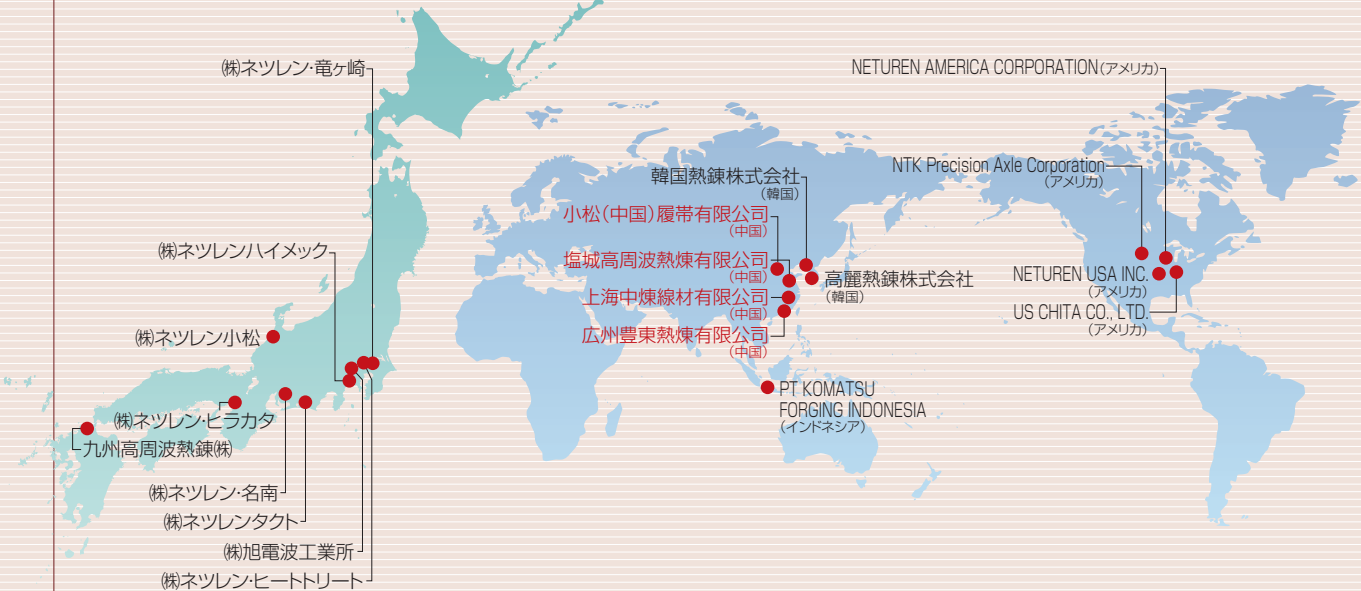 ㈱ネツレン・竜ヶ崎
㈱ネツレンハイメック
㈱ネツレン小松
㈱ネツレン・ヒラカタ
九州高周波熱錬㈱
㈱ネツレン・名南
㈱ネツレンタクト
㈱旭電波工業所
㈱ネツレン・ヒートトリート
韓国熱錬株式会社
(韓国)
小松(中国)履帯有限公司
(中国)
塩城高周波熱煉有限公司
(中国)
上海中煉線材有限公司
(中国)
広州豊東熱煉有限公司
(中国)
高麗熱錬株式会社
(韓国)
PT KOMATSU
FORGING INDONESIA
(インドネシア)
NETUREN AMERICA CORPORATION(アメリカ)
NTK Precision Axle Corporation
(アメリカ)
NETUREN USA INC.
(アメリカ)
US CHITA CO., LTD.
(アメリカ)